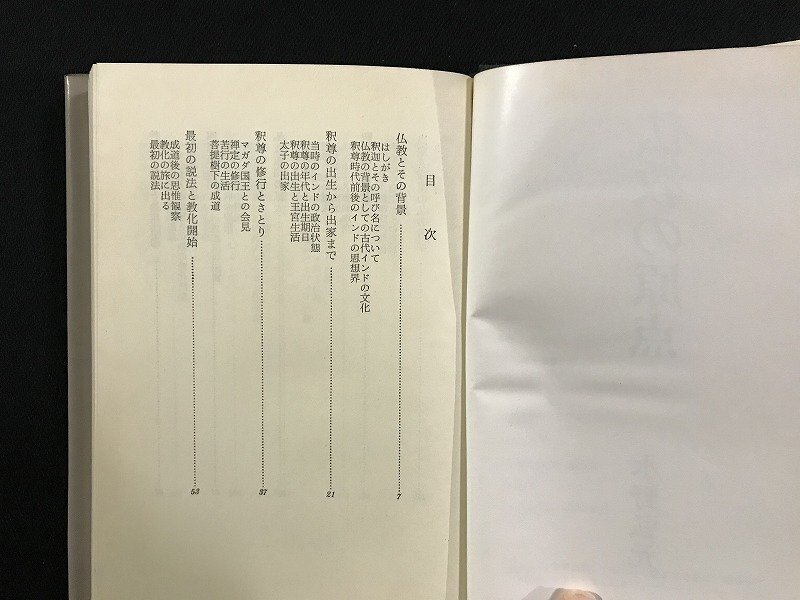 目次
仏教とその背景……7
はしがき
釈迦とその呼び名について
仏教の背景としての古代インドの文化
釈尊時代前後のインドの思想界
釈尊の出生から出家まで……21
当時のインドの政治状態
釈尊の年代と出生期日
釈尊の出生と王宮生活
太子の出家
釈尊の修行とさとり……37
マガダ国王との会見
禅定の修行
苦行の生活
菩提樹下の成道
最初の説法と教化開始……53
成道後の思惟観察
教化の旅に出る
最初の説法